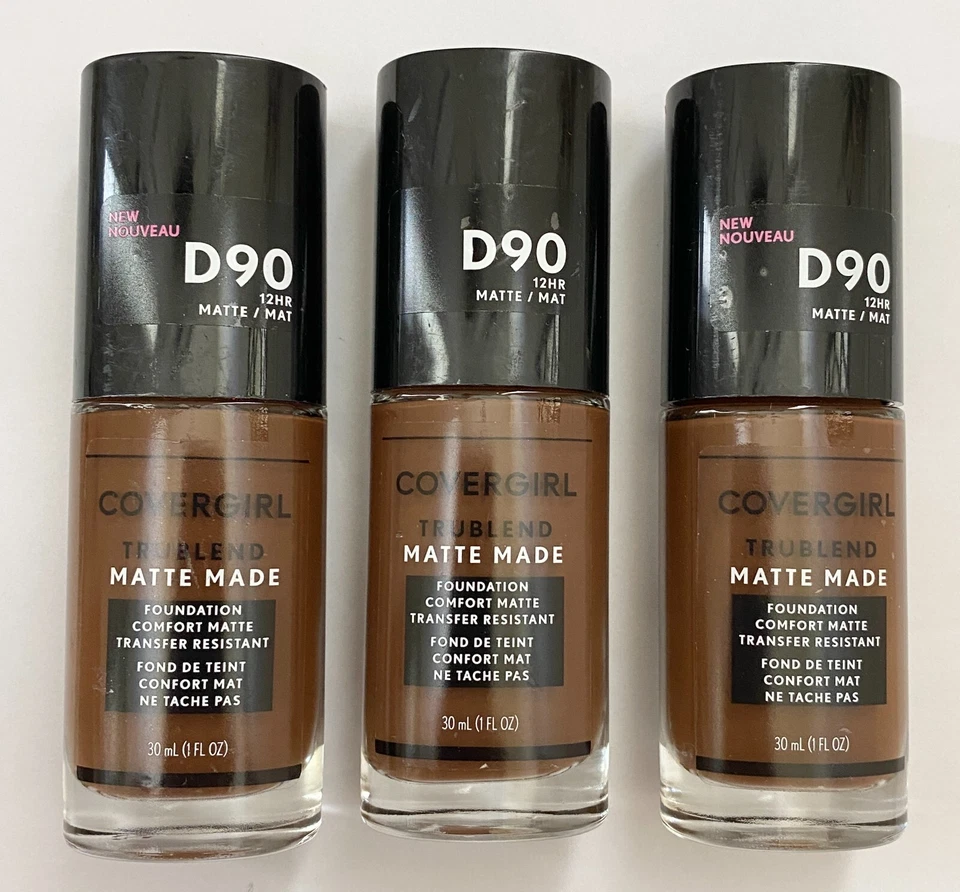 NEW
NOUVEAU
D90
12HR
MATTE / MAT
COVERGIRL
TRUBLEND
MATTE MADE
FOUNDATION
COMFORT MATTE
TRANSFER RESISTANT
FOND DE TEINT
CONFORT MAT
NE TACHE PAS
30 mL (1 FL OZ)
D90
12HR
MATTE / MAT
COVERGIRL
TRUBLEND
MATTE MADE
FOUNDATION
COMFORT MATTE
TRANSFER RESISTANT
FOND DE TEINT
CONFORT MAT
NE TACHE PAS
30 mL (1 FL OZ)
NEW
NOUVEAU
D90
12HR
MATTE / MAT
COVERGIRL
TRUBLEND
MATTE MADE
FOUNDATION
COMFORT MATTE
TRANSFER RESISTANT
FOND DE TEINT
CONFORT MAT
NE TACHE PAS
30 mL (1 FL OZ)